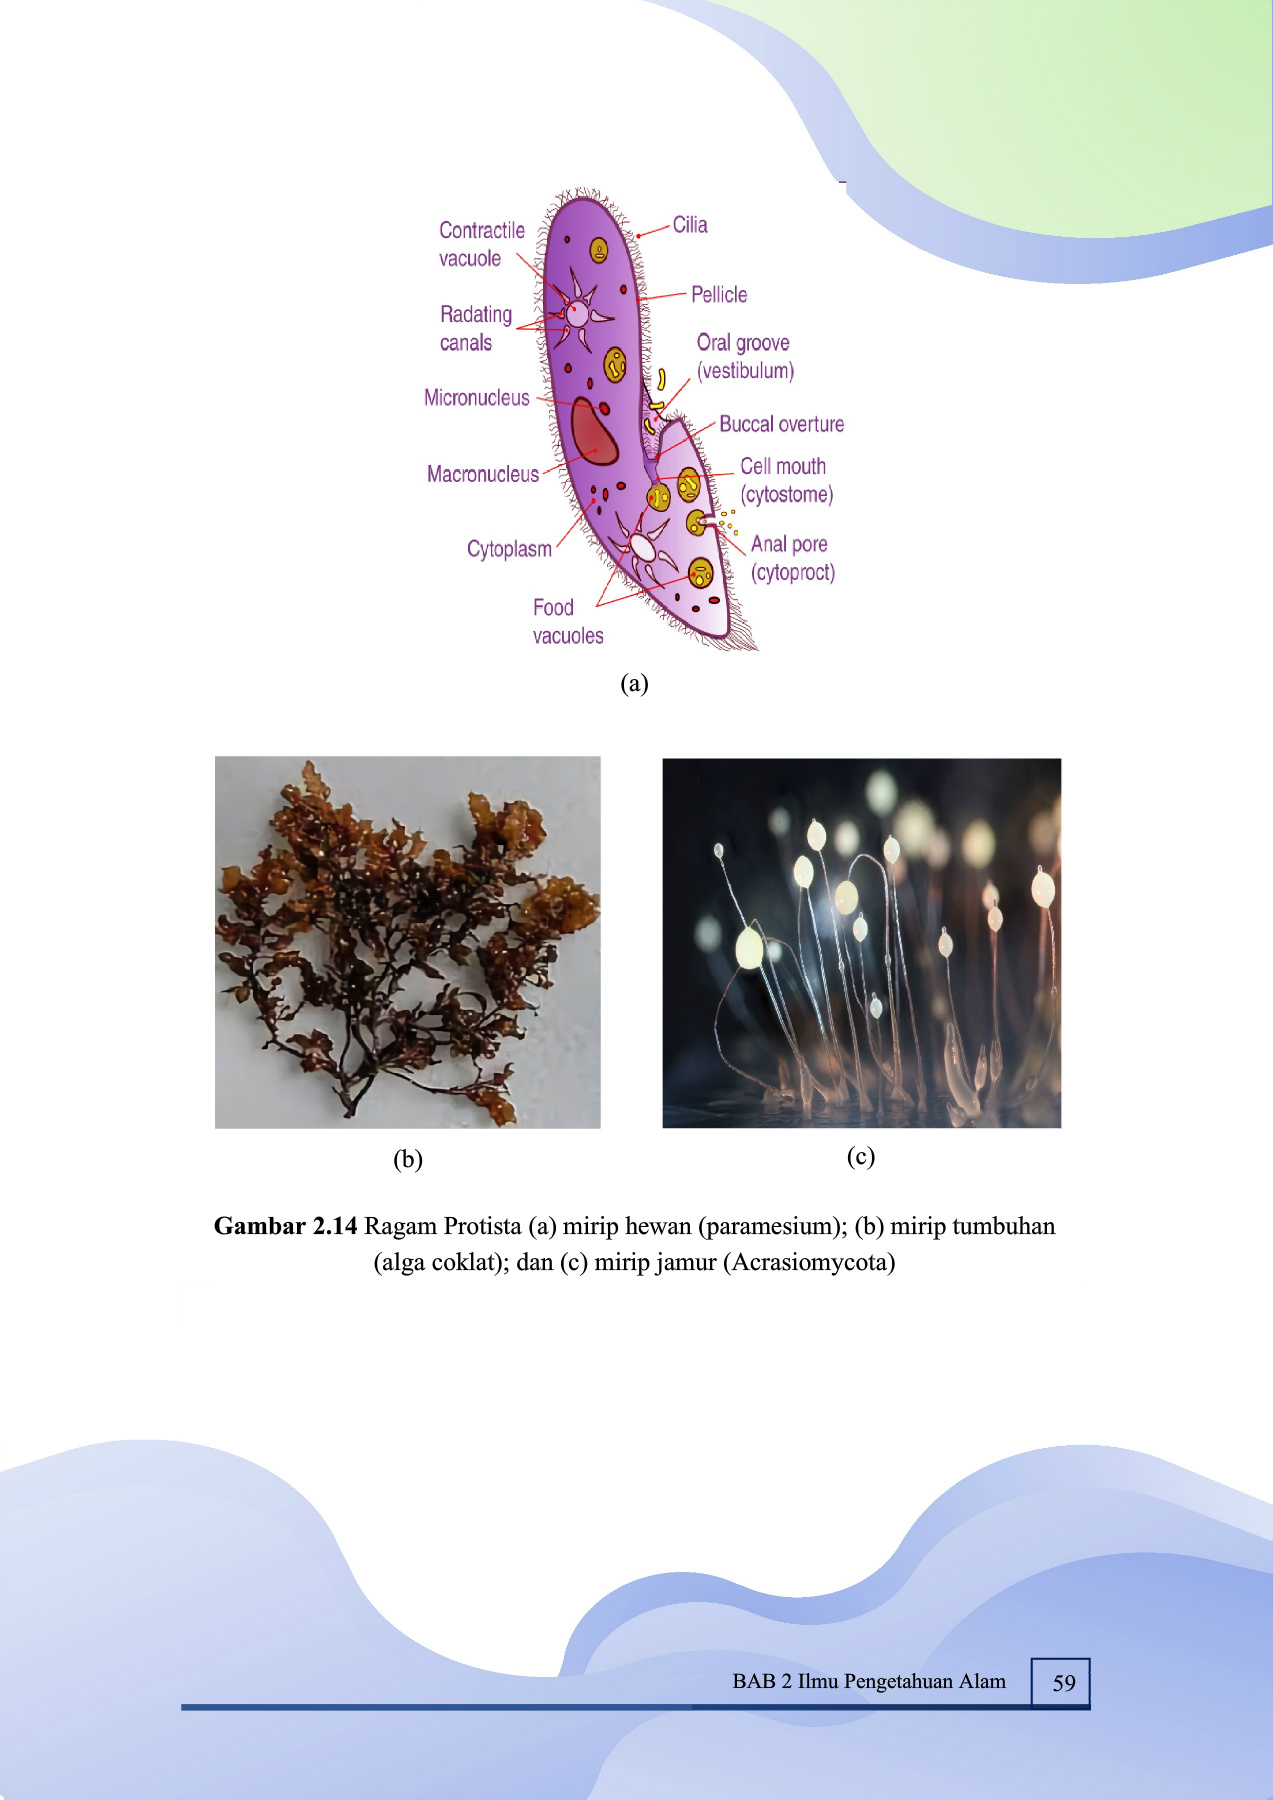 Contractile
vacuole
Cilia
Pellicle
Radating
canals
Oral groove
(vestibulum)
Micronucleus
Buccal overture
Macronucleus
Cell mouth
(cytostome)
Cytoplasm
Anal pore
(cytoproct)
Food
vacuoles
(a)
(b)
(c)
Gambar 2.14 Ragam Protista (a) mirip hewan (paramesium); (b) mirip tumbuhan
(alga coklat); dan (c) mirip jamur (Acrasiomycota)
BAB 2 Ilmu Pengetahuan Alam
59